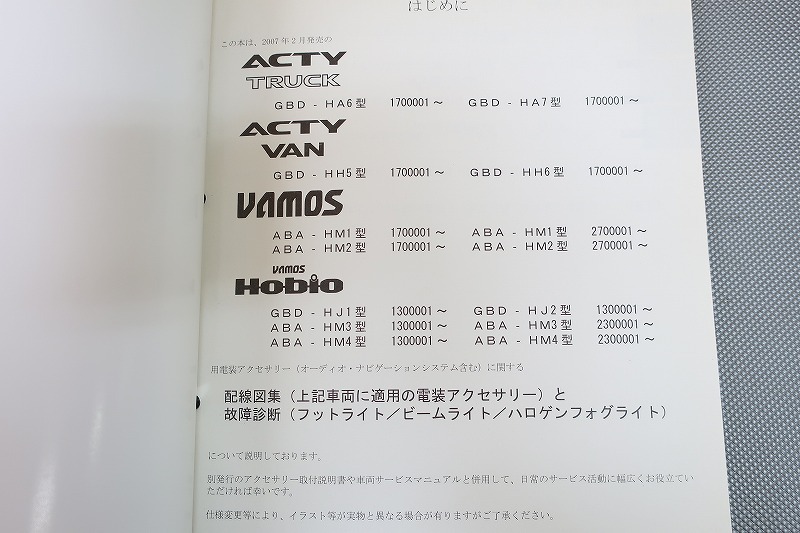 はじめに
この本は、2007年2月発売の
ACTY
TRUCK
GBD - HA6型 1700001～ GBD - HA7型 1700001～
ACTY
VAN
GBD - HH5型 1700001～ GBD - HH6型 1700001～
VAMOS
ABA - HM1型 1700001～ ABA - HM1型 2700001～
ABA - HM2型 1700001～ ABA - HM2型 2700001～
VAMOS
Hobio
GBD - HJ1型 1300001～ GBD - HJ2型 1300001～
ABA - HM3型 1300001～ ABA - HM3型 2300001～
ABA - HM4型 1300001～ ABA - HM4型 2300001～
用電装アクセサリー（オーディオ・ナビゲーションシステム含む）に関する
配線図集（上記車両に適用の電装アクセサリー）と
故障診断（フットライト／ビームライト／ハロゲンフォグライト）
について説明しております。
別発行のアクセサリー取付説明書や車両サービスマニュアルと併用して、日常のサービス活動に幅広くお役立てい
ただければ幸いです。
仕様変更等により、イラスト等が実物と異なる場合が有りますがご了承ください。